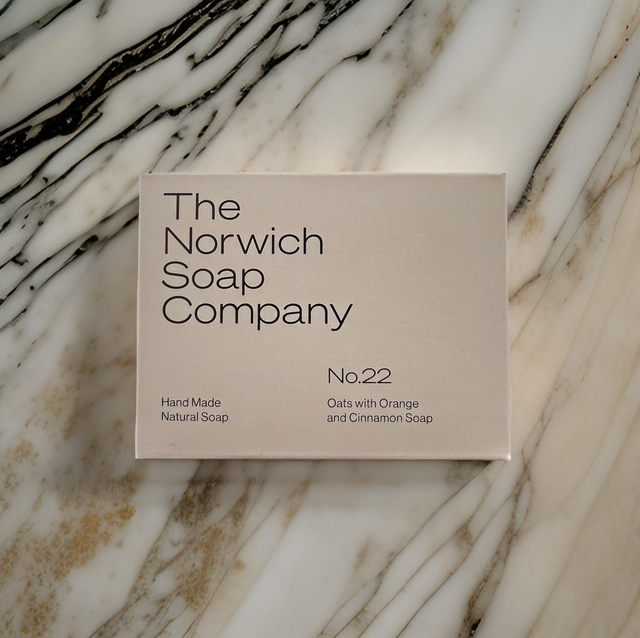 The
Norwich
Soap
Company
No.22
Hand Made
Natural Soap
Oats with Orange
and Cinnamon Soap